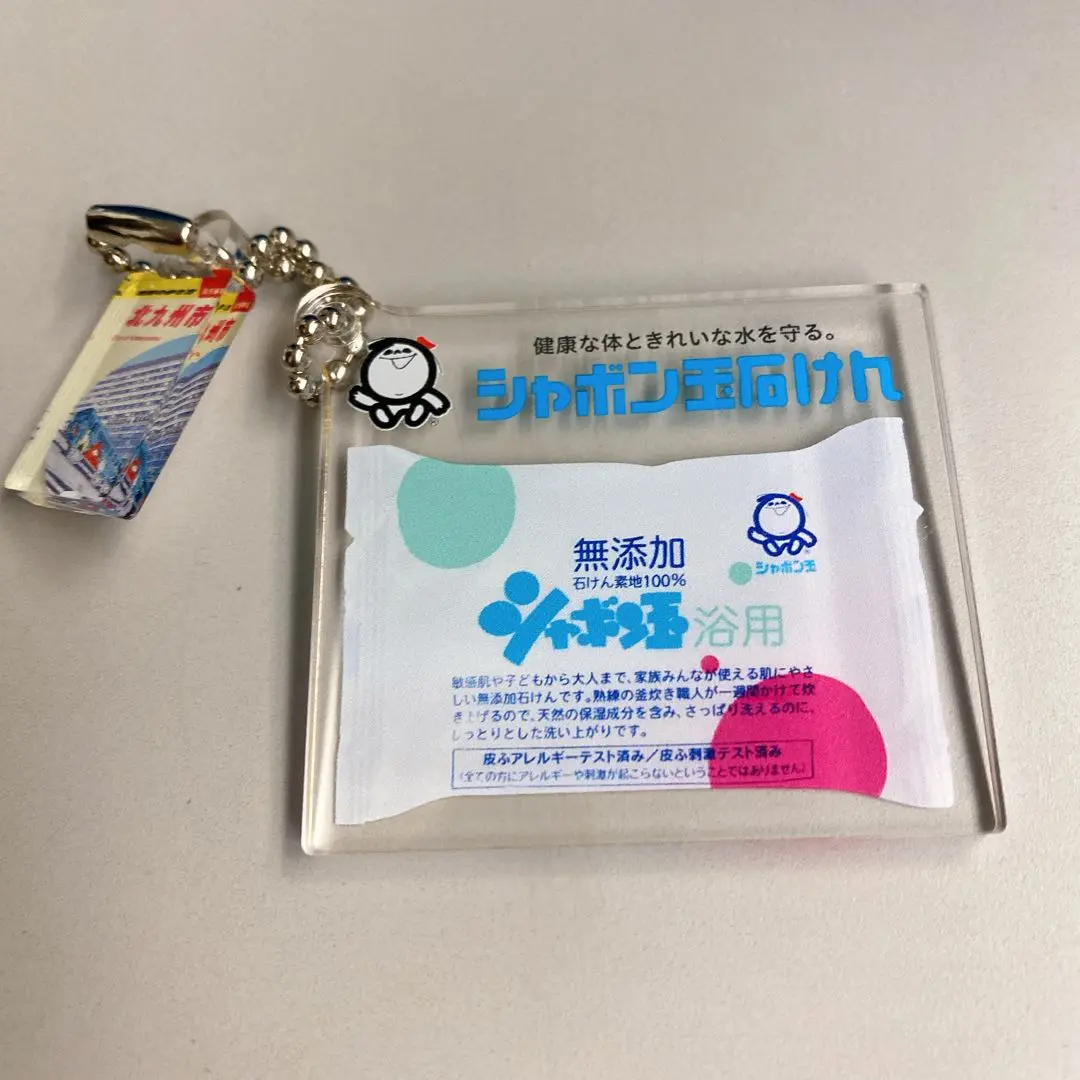 北九州市
健康な体ときれいな水を守る。
シャボン玉石けん
無添加
石けん素地100%
シャボン玉 浴用
シャボン玉
敏感肌や子どもから大人まで、家族みんなが使える肌にやさ
しい無添加石けんです。熟練の釜炊き職人が一週間かけて炊
き上げるので、天然の保湿成分を含み、さっぱり洗えるのに、
しっとりとした洗い上がりです。
皮ふアレルギーテスト済み/皮ふ刺激テスト済み
(全ての方にアレルギーや刺激が起こらないということではありません)